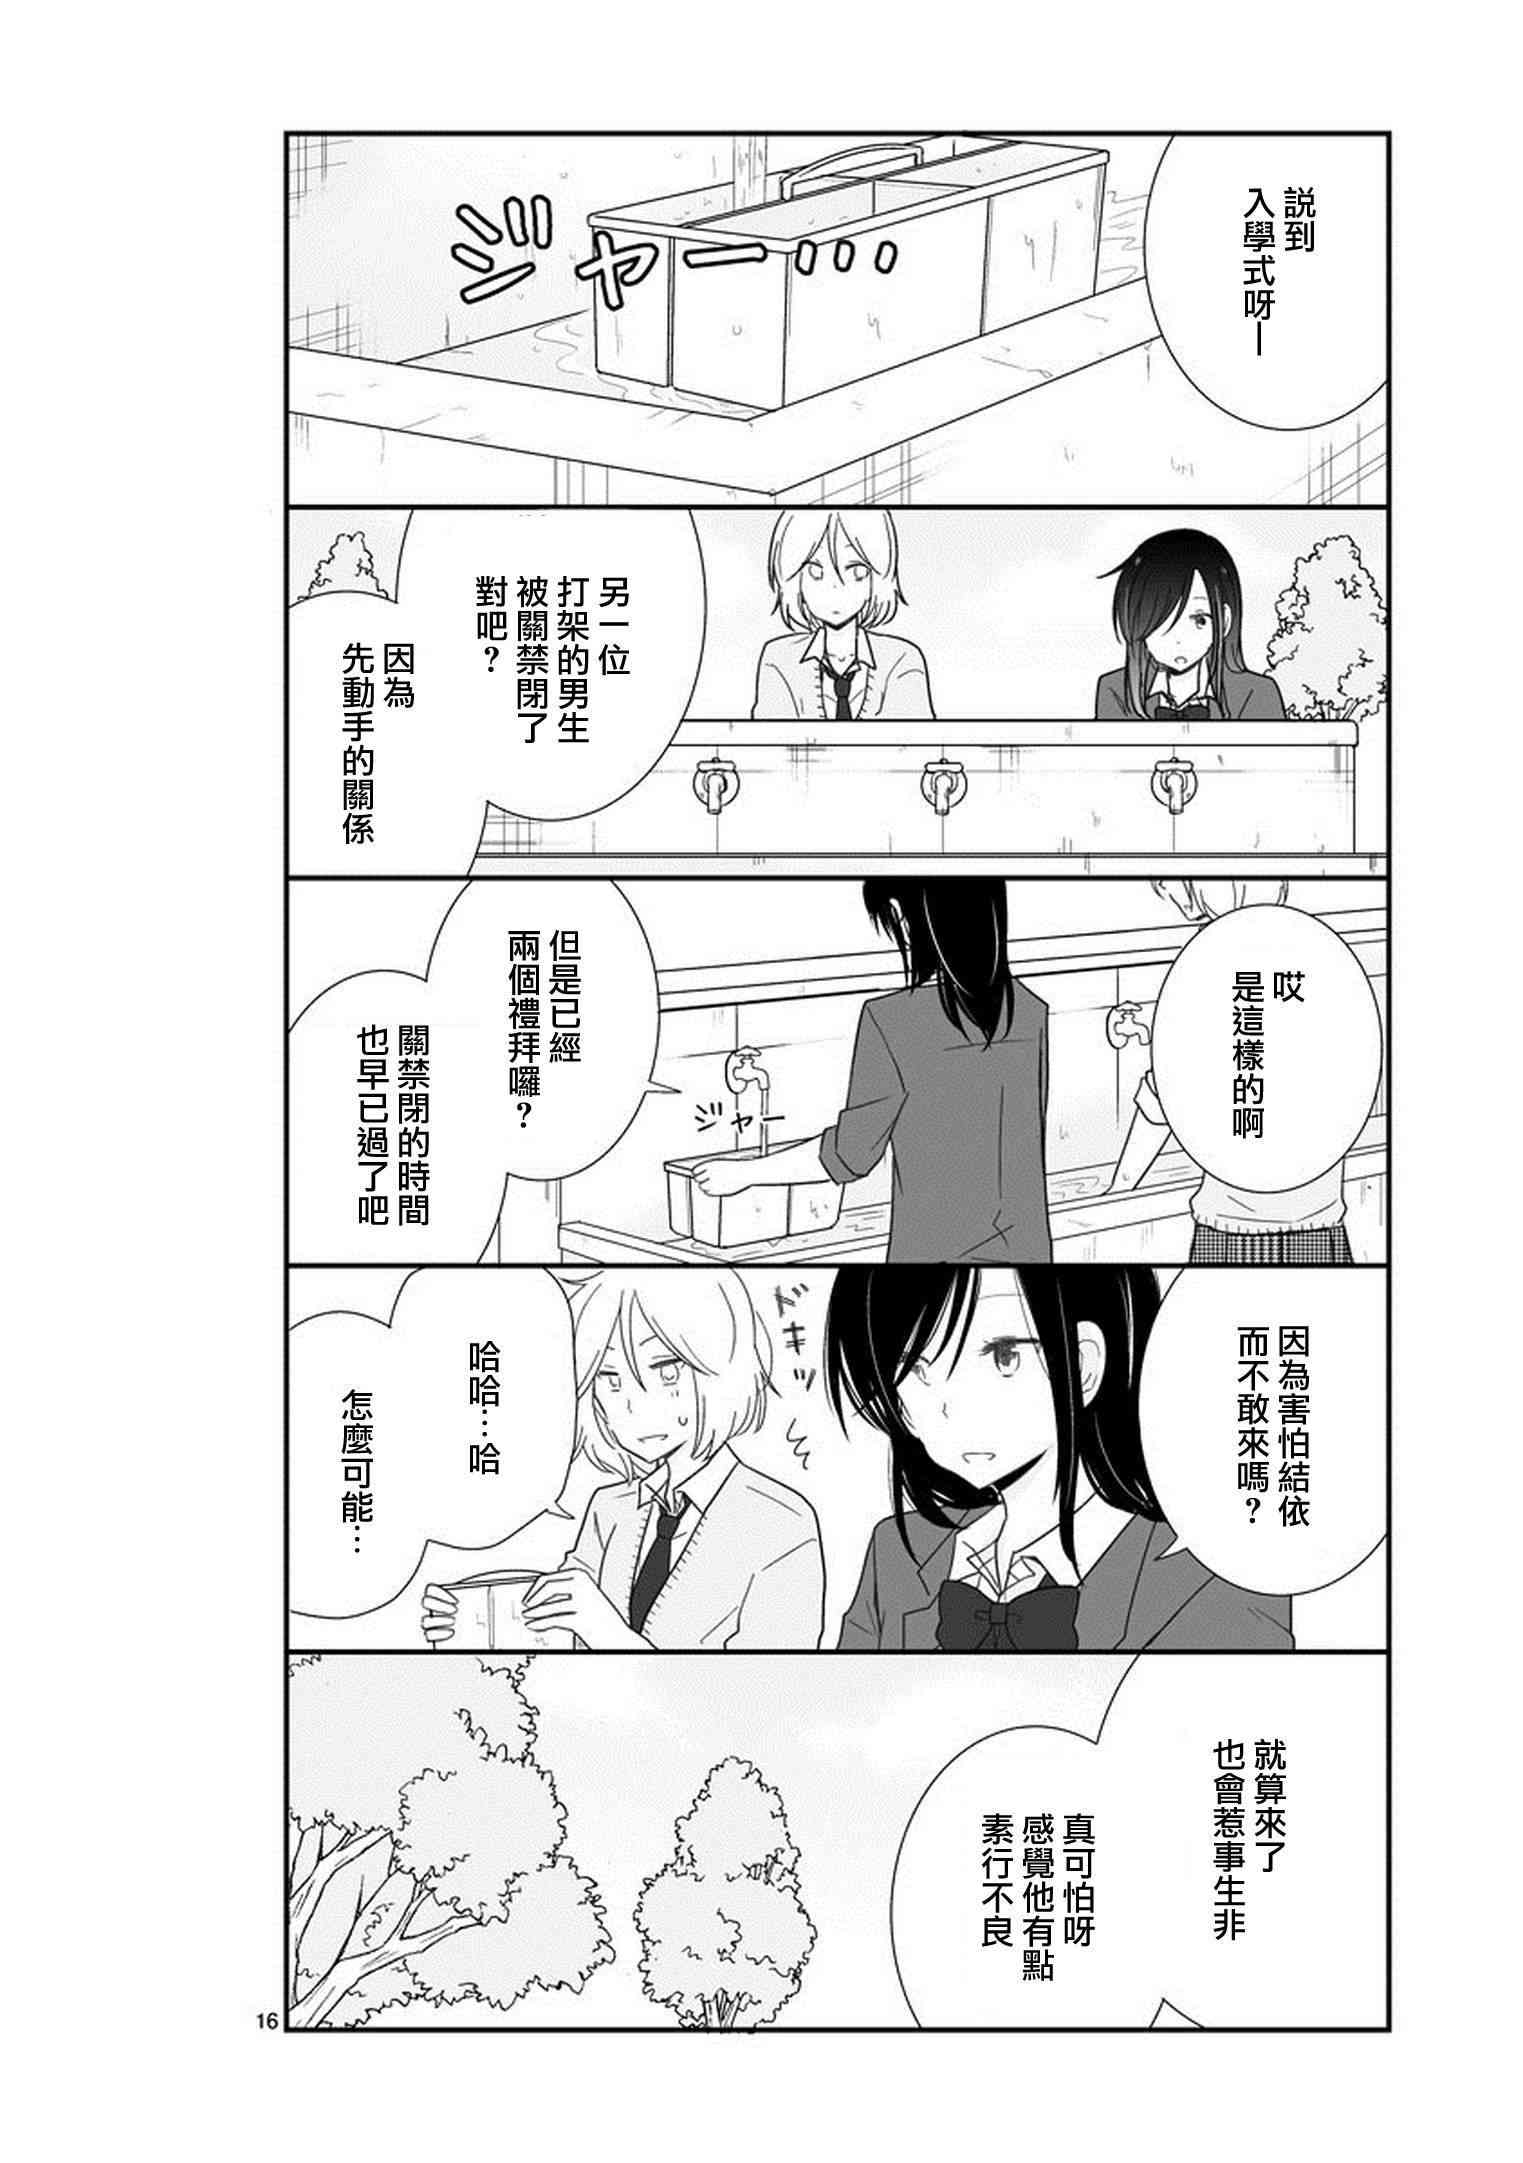 説到
入學式呀ー
ジャー…
另一位
打架的男生
被關禁閉了
對吧？
因為
先動手的關係
哎
是這樣的啊
但是已經
兩個禮拜囉？
關禁閉的時間
也早已過了吧
ジャー
因為害怕結依
而不敢來嗎？
ドキッ
哈哈…哈
怎麼可能…
就算來了
也會惹事生非
真可怕呀
感覺他有點
素行不良
16